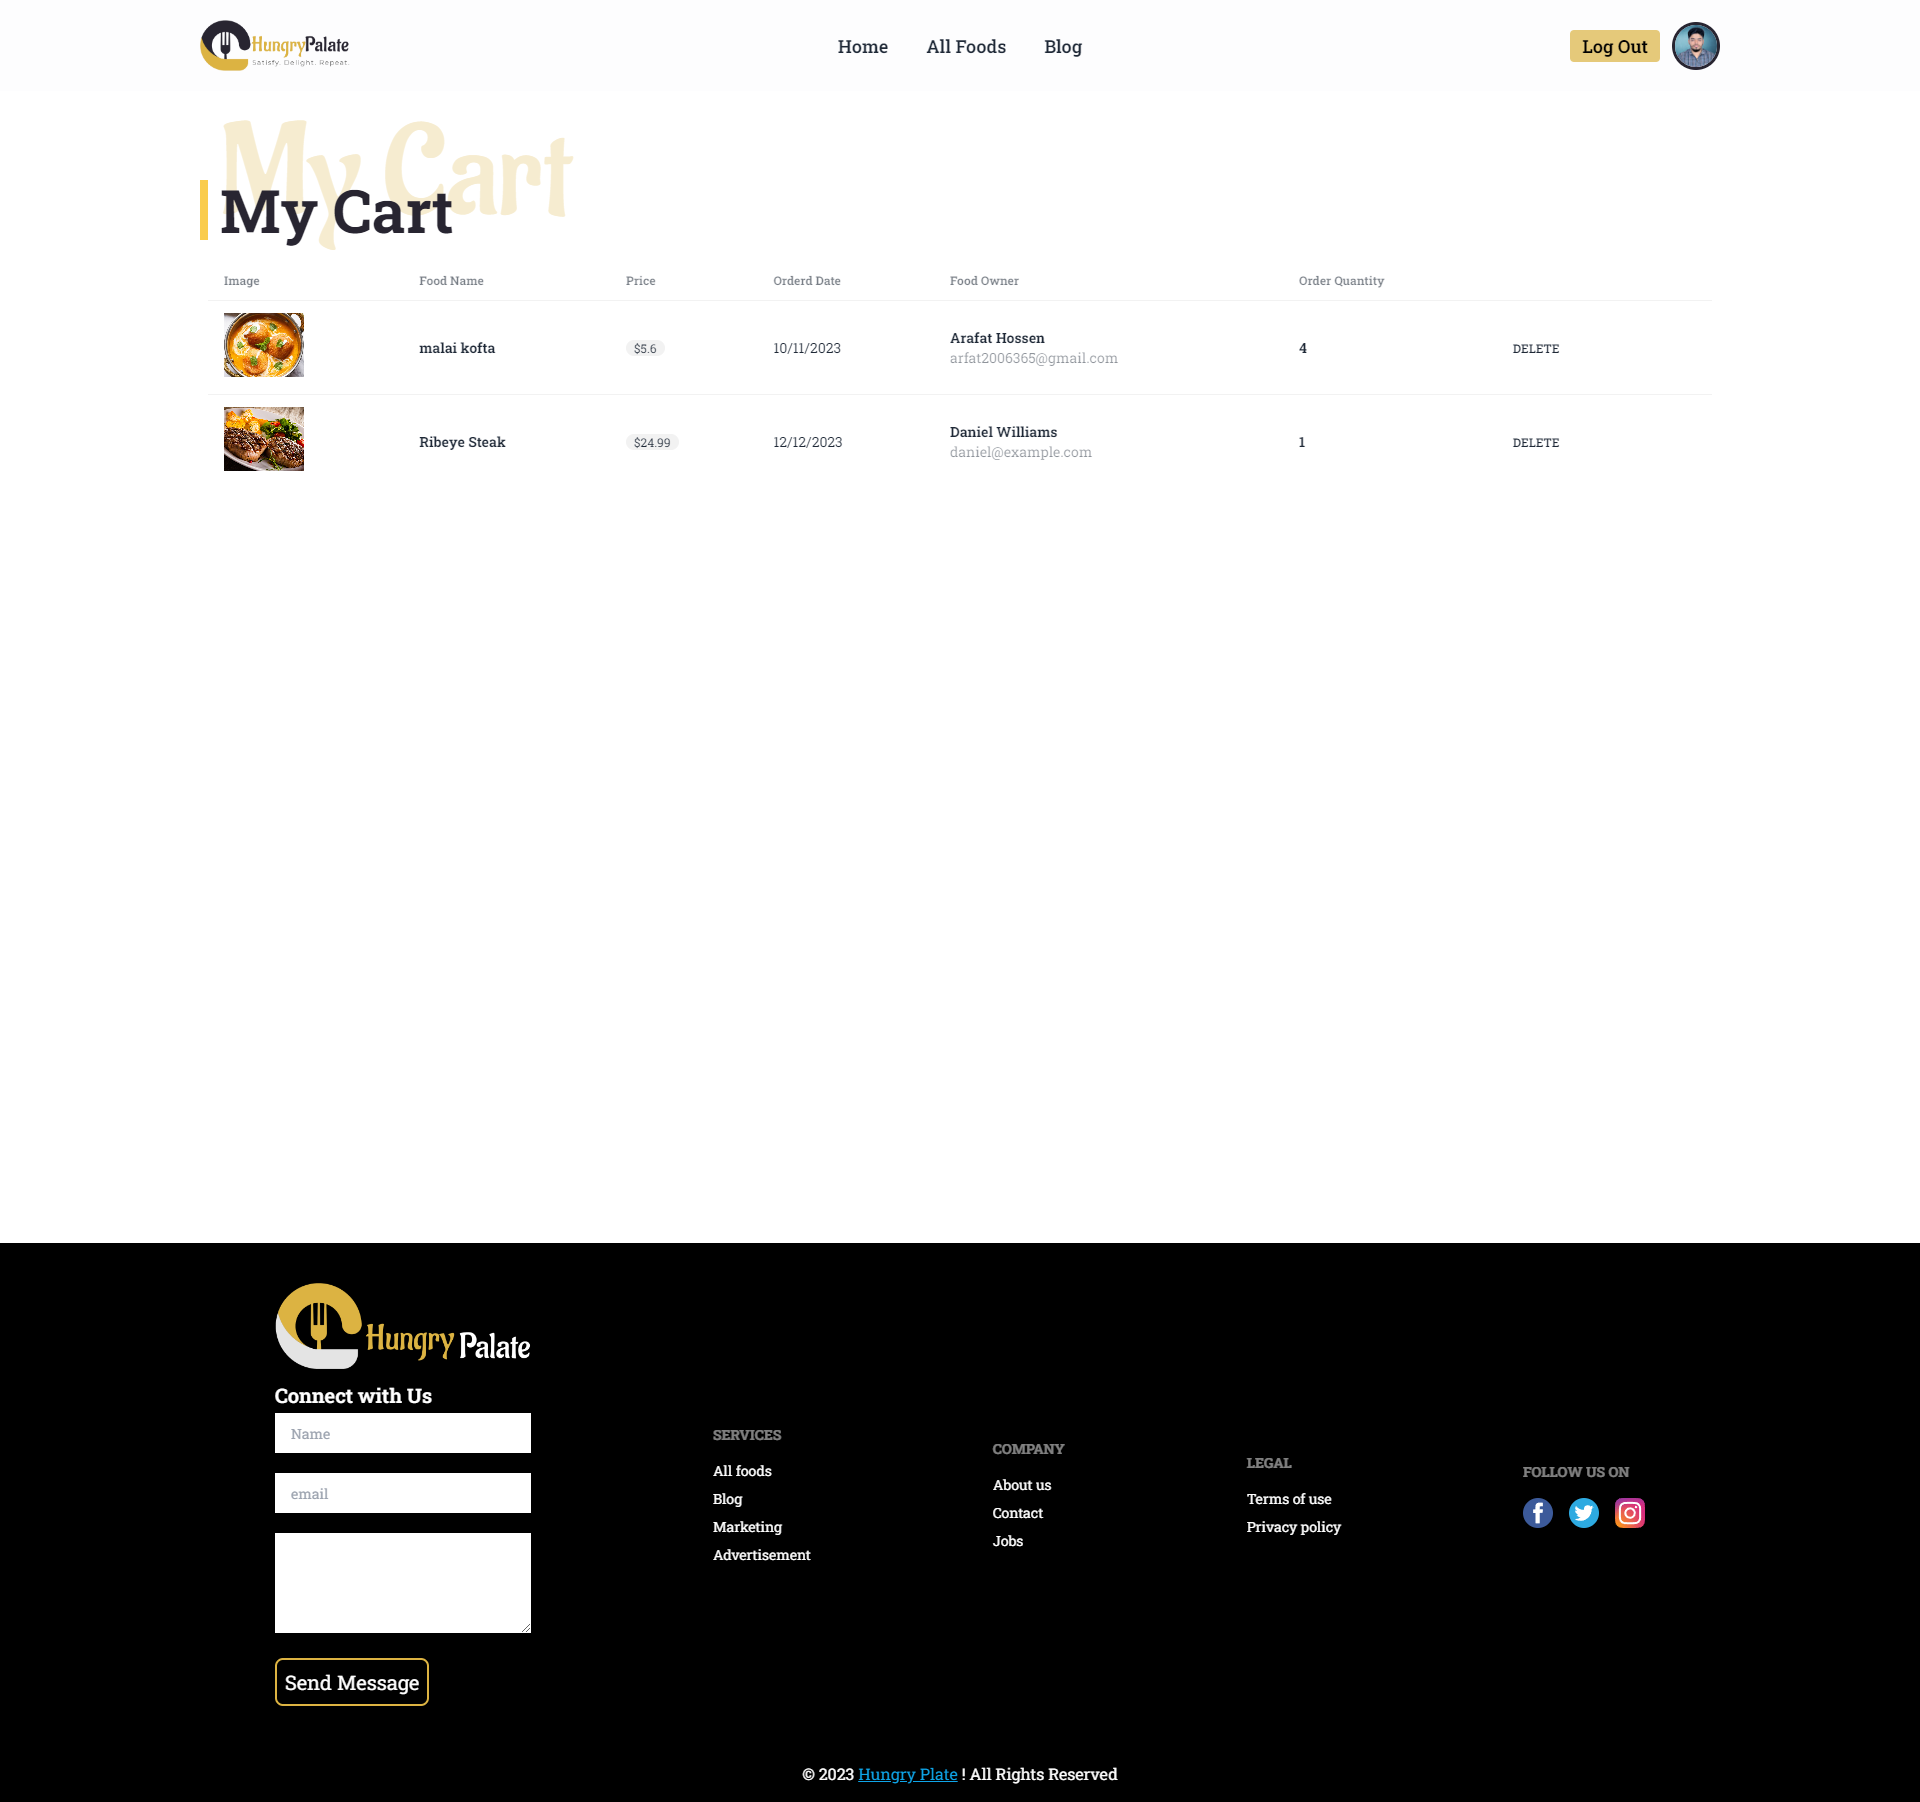 HungryPalate
Satisfy. Delight. Repeat.
Home
All Foods
Blog
Log Out
My Cart
My Cart
Image Food Name Price Orderd Date Food Owner Order Quantity
malai kofta $5.6 10/11/2023 Arafat Hossen 4 DELETE
arfat2006365@gmail.com
Ribeye Steak $24.99 12/12/2023 Daniel Williams 1 DELETE
daniel@example.com
Hungry Palate
Connect with Us
Name
email
Send Message
SERVICES
All foods
Blog
Marketing
Advertisement
COMPANY
About us
Contact
Jobs
LEGAL
Terms of use
Privacy policy
FOLLOW US ON
© 2023 Hungry Plate ! All Rights Reserved